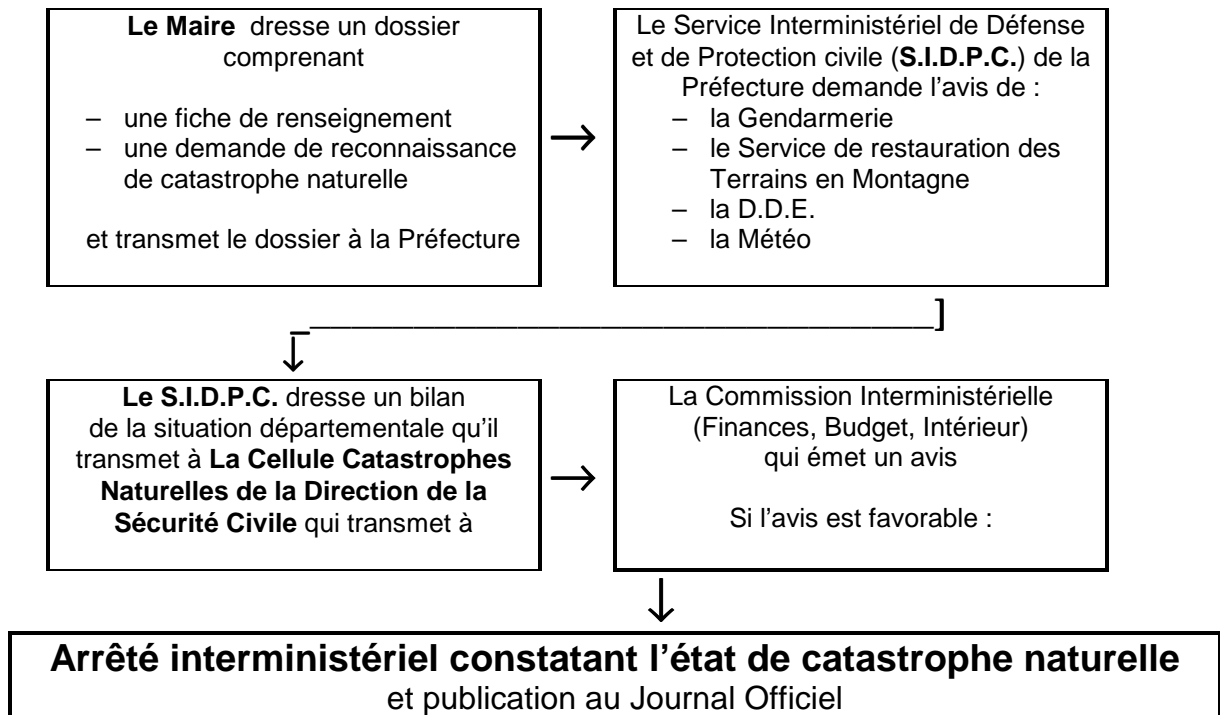 Le Maire dresse un dossier
comprenant
– une fiche de renseignement
– une demande de reconnaissance
de catastrophe naturelle
et transmet le dossier à la Préfecture
→
Le Service Interministériel de Défense
et de Protection civile (S.I.D.P.C.) de la
Préfecture demande l’avis de :
– la Gendarmerie
– le Service de restauration des
Terrains en Montagne
– la D.D.E.
– la Météo
Le S.I.D.P.C. dresse un bilan
de la situation départementale qu’il
transmet à La Cellule Catastrophes
Naturelles de la Direction de la
Sécurité Civile qui transmet à
→
La Commission Interministérielle
(Finances, Budget, Intérieur)
qui émet un avis
Si l’avis est favorable :
Arrêté interministériel constatant l’état de catastrophe naturelle
et publication au Journal Officiel